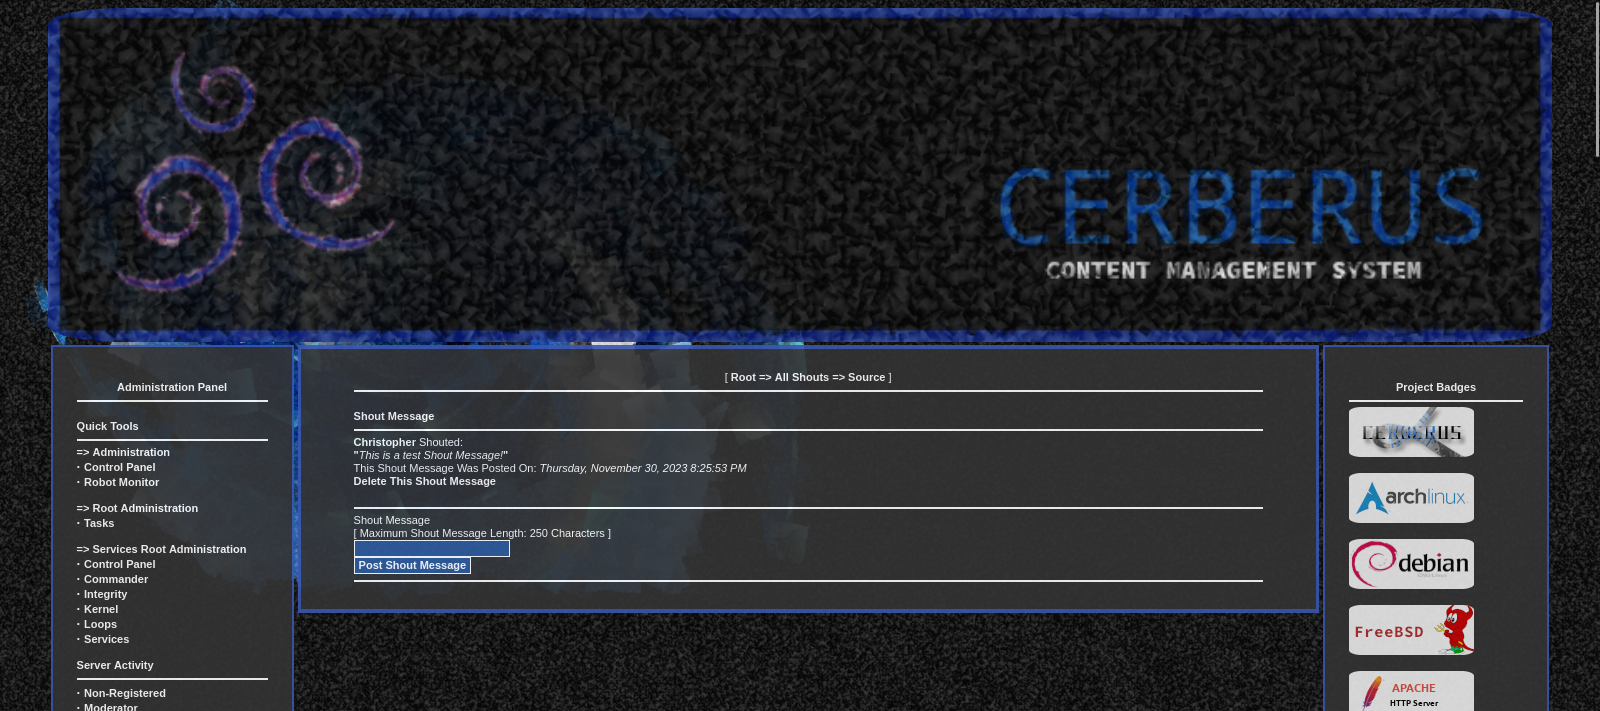 CERBERUS
CONTENT MANAGEMENT SYSTEM
Administration Panel
Quick Tools
=> Administration
· Control Panel
· Robot Monitor
=> Root Administration
· Tasks
=> Services Root Administration
· Control Panel
· Commander
· Integrity
· Kernel
· Loops
· Services
Server Activity
· Non-Registered
· Moderator
[ Root => All Shouts => Source ]
Shout Message
Christopher Shouted:
"This is a test Shout Message!"
This Shout Message Was Posted On: Thursday, November 30, 2023 8:25:53 PM
Delete This Shout Message
Shout Message
[ Maximum Shout Message Length: 250 Characters ]
Post Shout Message
Project Badges
CERBERUS
archlinux
debian
GNU/Linux
FreeBSD
APACHE
HTTP Server